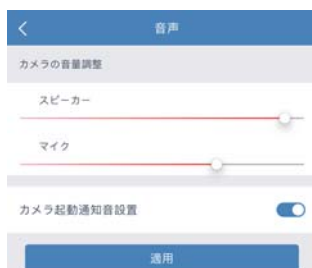 音声
カメラの音量調整
スピーカー
マイク
カメラ起動通知音設置
適用